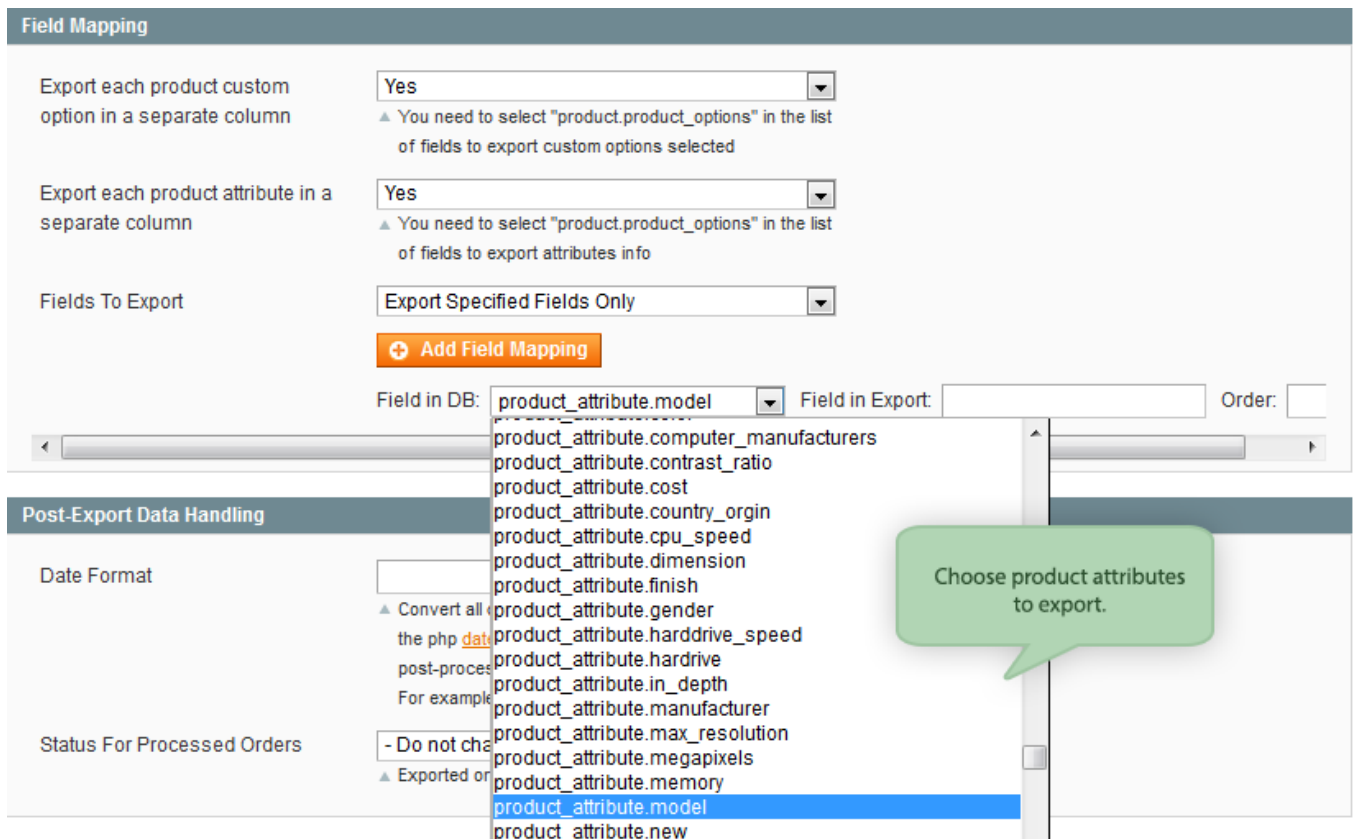 Field Mapping
Export each product custom
option in a separate column
Yes
▲ You need to select "product.product_options" in the list
of fields to export custom options selected
Export each product attribute in a
separate column
Yes
▲ You need to select "product.product_options" in the list
of fields to export attributes info
Fields To Export
Export Specified Fields Only
Add Field Mapping
Field in DB: product_attribute.model Field in Export: Order:
product_attribute.computer_manufacturers
product_attribute.contrast_ratio
product_attribute.cost
product_attribute.country_orgin
product_attribute.cpu_speed
product_attribute.dimension
product_attribute.finish
product_attribute.gender
product_attribute.harddrive_speed
product_attribute.hardrive
product_attribute.in_depth
product_attribute.manufacturer
product_attribute.max_resolution
product_attribute.megapixels
product_attribute.memory
product_attribute.model
product_attribute.new
Choose product attributes
to export.
Post-Export Data Handling
Date Format
▲ Convert all
the php
post-proces
For example
Status For Processed Orders
- Do not cha
▲ Exported or